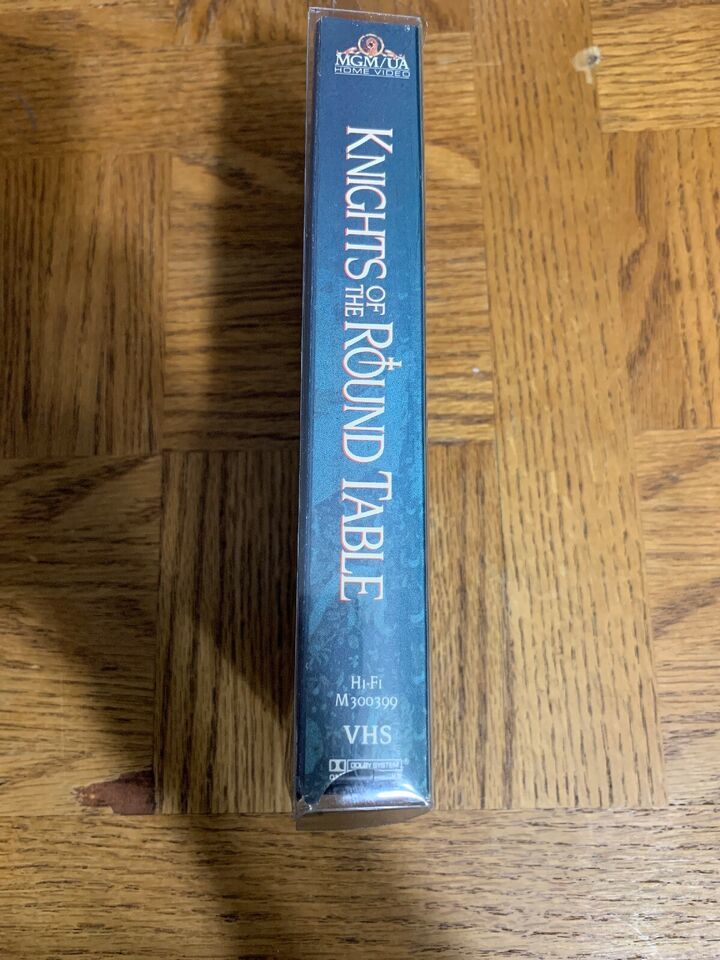 MGM/UA
HOME VIDEO
KNIGHTS OF THE ROUND TABLE
HI-FI
M300399
VHS
DOLBY SYSTEM®